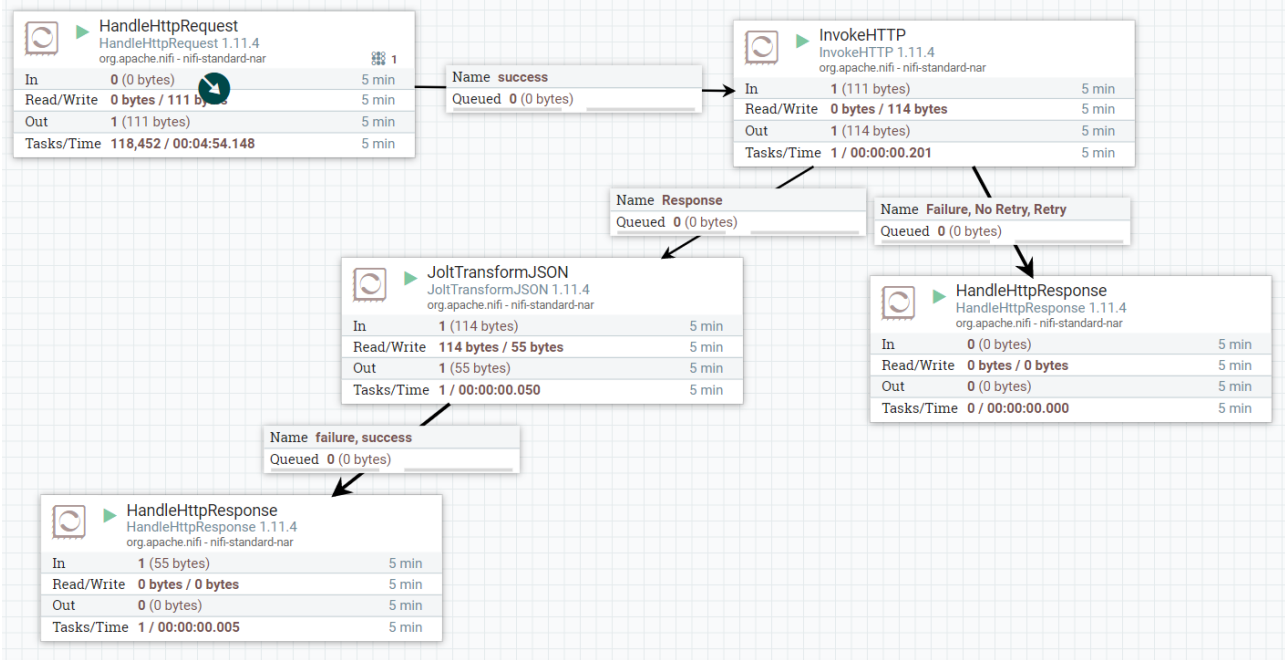 HandleHttpRequest
HandleHttpRequest 1.11.4
org.apache.nifi - nifi-standard-nar
1
In 0 (0 bytes) 5 min
Read/Write 0 bytes / 111 5 min
Out 1 (111 bytes) 5 min
Tasks/Time 118,452 / 00:04:54.148 5 min
Name success
Queued 0 (0 bytes)
InvokeHTTP
InvokeHTTP 1.11.4
org.apache.nifi - nifi-standard-nar
In 1 (111 bytes) 5 min
Read/Write 0 bytes / 114 bytes 5 min
Out 1 (114 bytes) 5 min
Tasks/Time 1 / 00:00:00.201 5 min
Name Response
Queued 0 (0 bytes)
Name Failure, No Retry, Retry
Queued 0 (0 bytes)
JoltTransformJSON
JoltTransformJSON 1.11.4
org.apache.nifi - nifi-standard-nar
In 1 (114 bytes) 5 min
Read/Write 114 bytes / 55 bytes 5 min
Out 1 (55 bytes) 5 min
Tasks/Time 1 / 00:00:00.050 5 min
HandleHttpResponse
HandleHttpResponse 1.11.4
org.apache.nifi - nifi-standard-nar
In 0 (0 bytes) 5 min
Read/Write 0 bytes / 0 bytes 5 min
Out 0 (0 bytes) 5 min
Tasks/Time 0 / 00:00:00.000 5 min
Name failure, success
Queued 0 (0 bytes)
HandleHttpResponse
HandleHttpResponse 1.11.4
org.apache.nifi - nifi-standard-nar
In 1 (55 bytes) 5 min
Read/Write 0 bytes / 0 bytes 5 min
Out 0 (0 bytes) 5 min
Tasks/Time 1 / 00:00:00.005 5 min